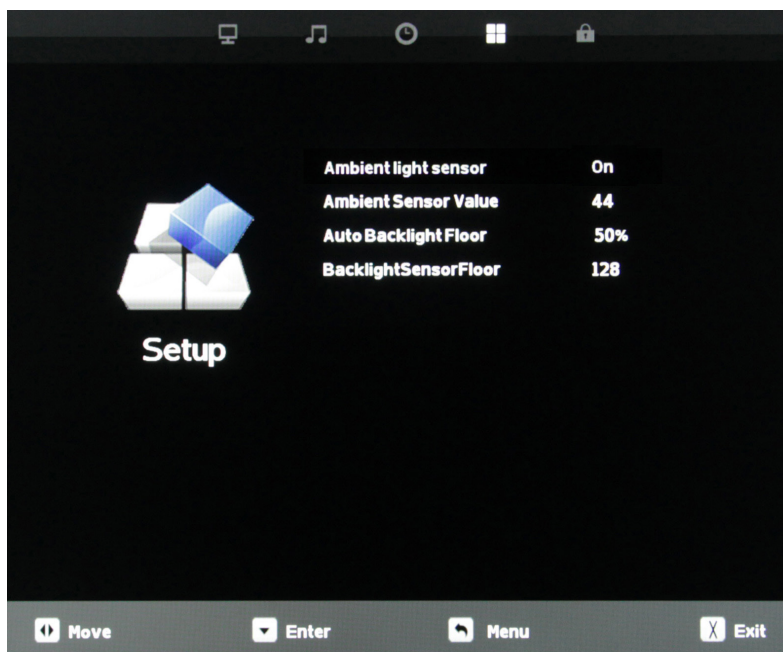 Ambient light sensor On
Ambient Sensor Value 44
Auto Backlight Floor 50%
BacklightSensorFloor 128
Setup
Move Enter Menu Exit